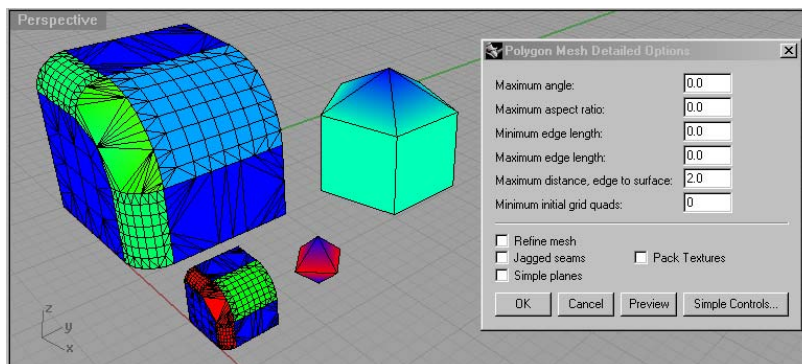 Perspective
Polygon Mesh Detailed Options
Maximum angle: 0.0
Maximum aspect ratio: 0.0
Minimum edge length: 0.0
Maximum edge length: 0.0
Maximum distance, edge to surface: 2.0
Minimum initial grid quads: 0
Refine mesh
Jagged seams Pack Textures
Simple planes
OK Cancel Preview Simple Controls...
z
y
x